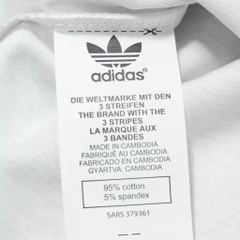 adidas
DIE WELTMARKE MIT DEN
3 STREIFEN
THE BRAND WITH THE
3 STRIPES
LA MARQUE AUX
3 BANDES
MADE IN CAMBODIA
FABRIQUÉ AU CAMBODIA
FABRICADO EN CAMBODIA
GYÁRTVA: CAMBODIA
95% cotton
5% spandex
SARS 379361